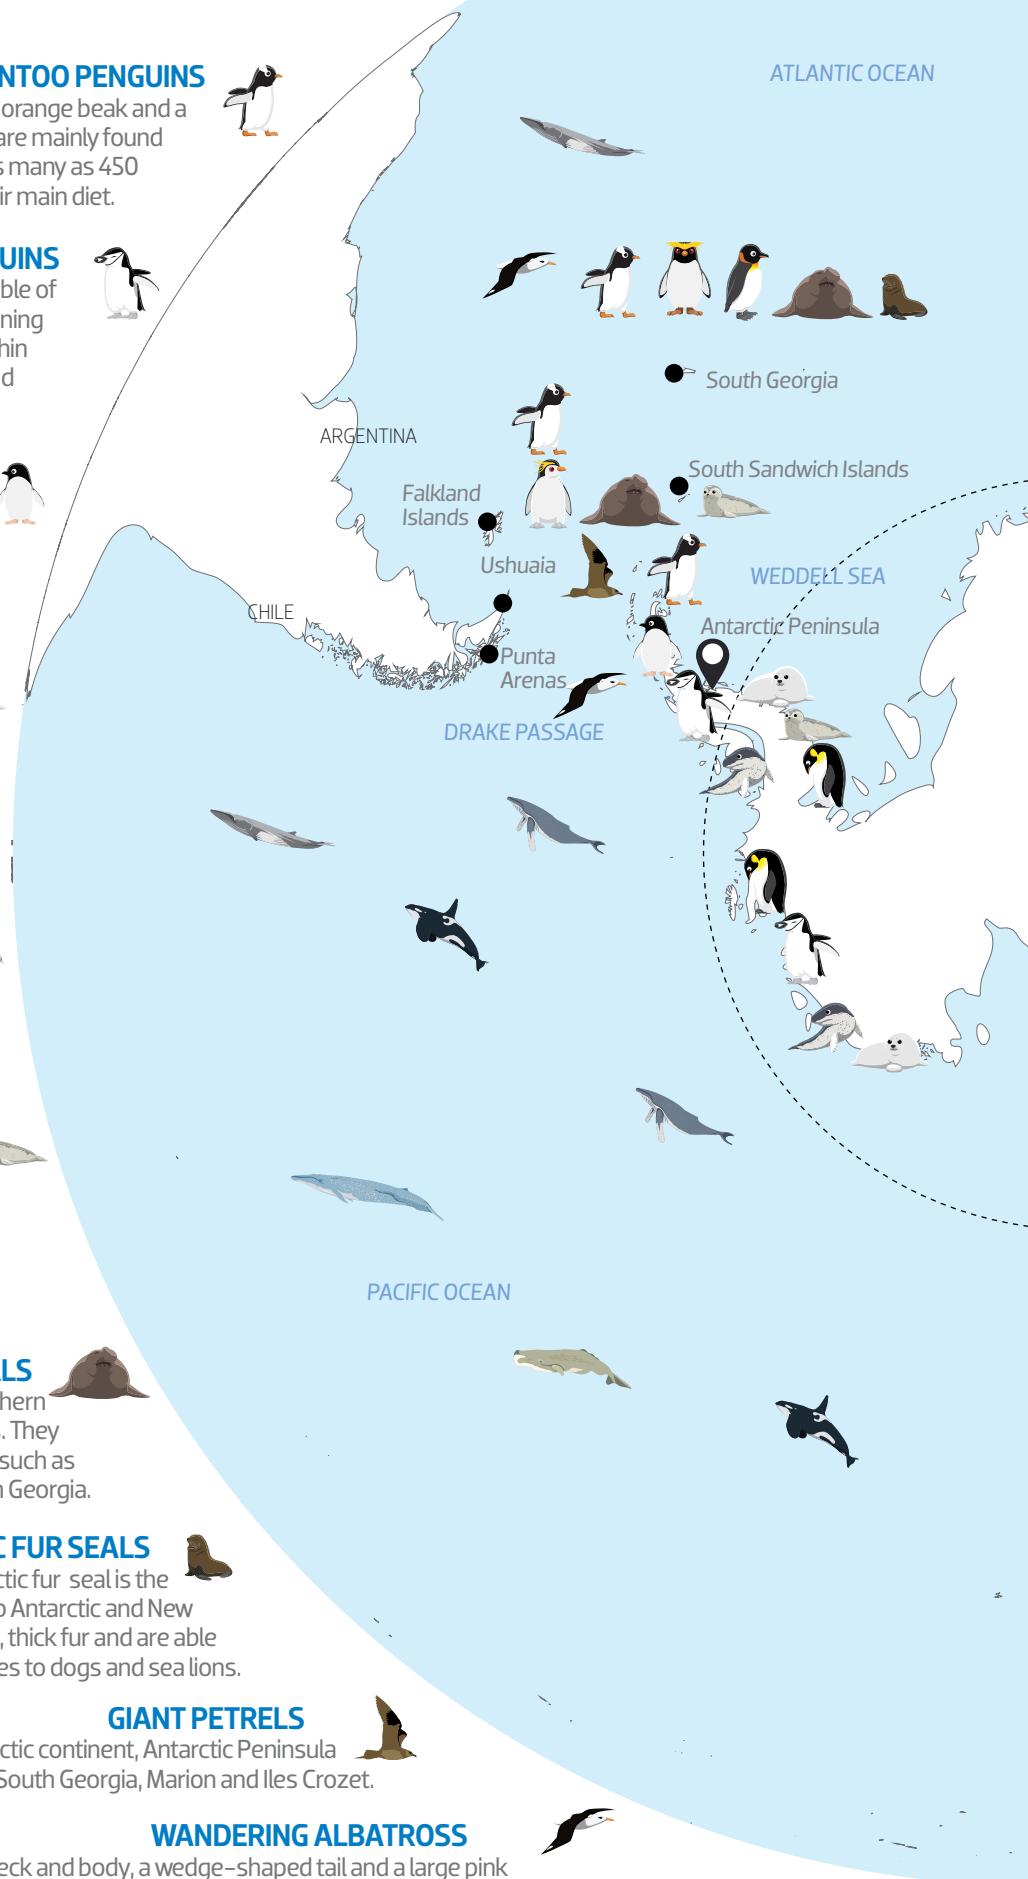 NTOO PENGUINS
orange beak and a
are mainly found
s many as 450
ir main diet.
UINS
ble of
ning
hin
d
ATLANTIC OCEAN
South Georgia
ARGENTINA
South Sandwich Islands
Falkland
Islands
Ushuaia
WEDDELL SEA
CHILE
Antarctic Peninsula
Punta
Arenas
DRAKE PASSAGE
PACIFIC OCEAN
LS
hern
. They
such as
n Georgia.
C FUR SEALS
ctic fur seal is the
o Antarctic and New
, thick fur and are able
es to dogs and sea lions.
GIANT PETRELS
ctic continent, Antarctic Peninsula
South Georgia, Marion and Iles Crozet.
WANDERING ALBATROSS
eck and body, a wedge-shaped tail and a large pink